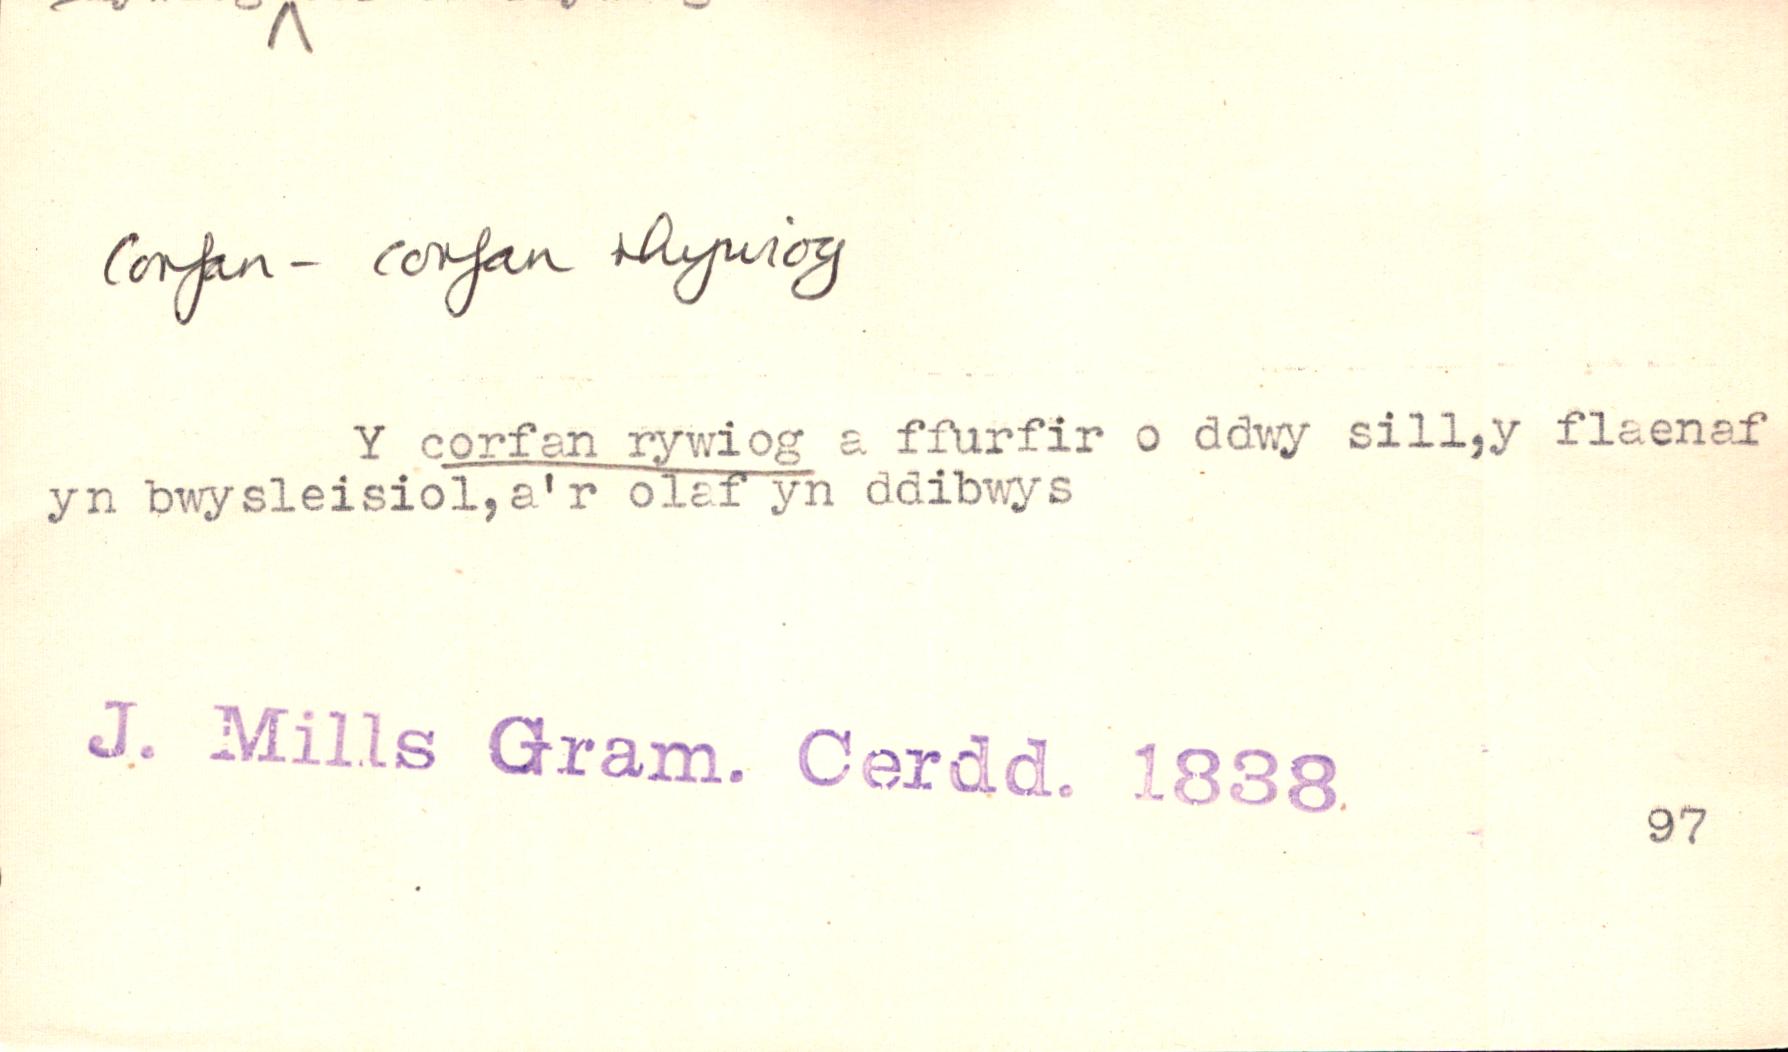 corfan - corfan rhywiog
Y corfan rywiog a ffurfir o ddwy sill,y flaenaf
yn bwysleisiol,a'r olaf yn ddibwys
J. Mills Gram. Cerdd. 1838
97